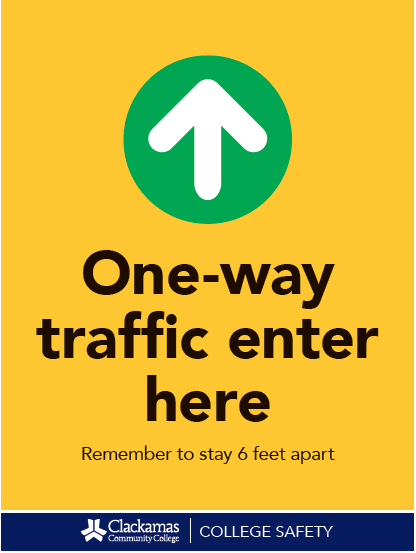 One-way
traffic enter
here
Remember to stay 6 feet apart
Clackamas
Community College
COLLEGE SAFETY